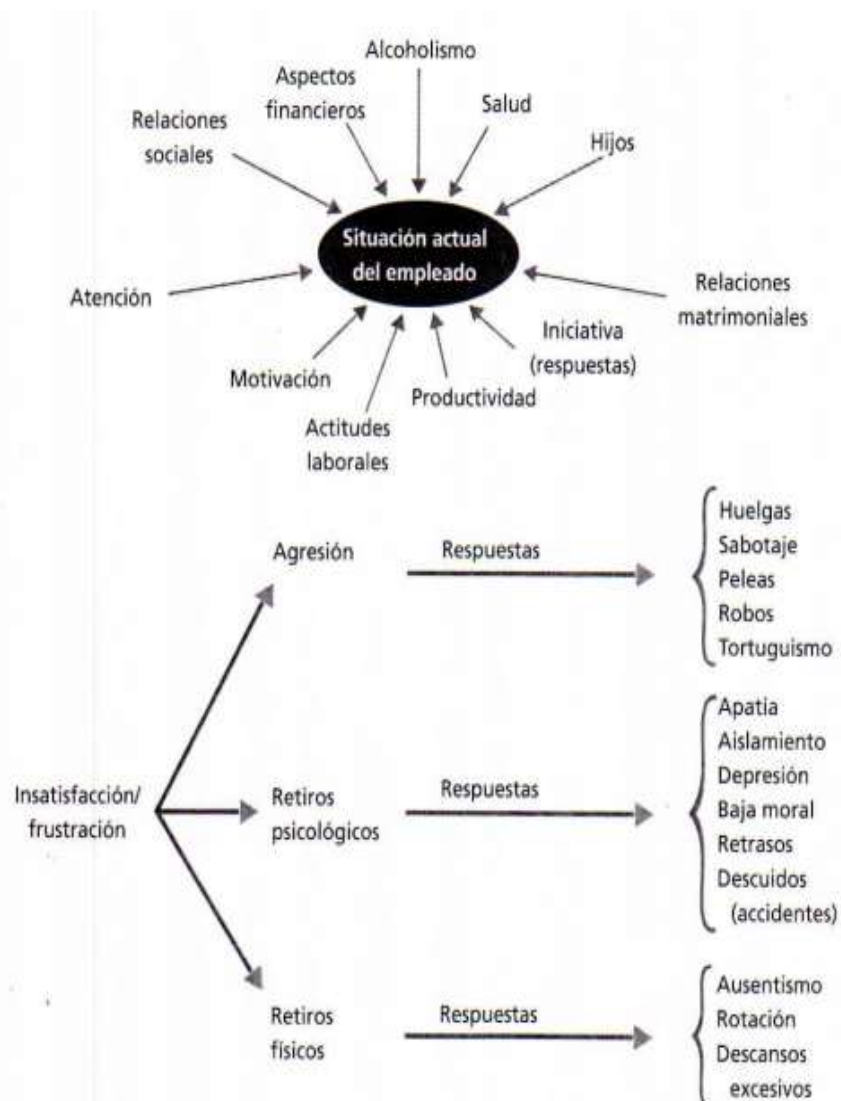 Alcoholismo
Aspectos
financieros
Salud
Relaciones
sociales
Hijos
Situación actual
del empleado
Atención
Relaciones
matrimoniales
Iniciativa
(respuestas)
Motivación
Productividad
Actitudes
laborales
Agresión
Respuestas
Huelgas
Sabotaje
Peleas
Robos
Tortuguismo
Insatisfacción/
frustración
Retiros
psicológicos
Respuestas
Apatia
Aislamiento
Depresión
Baja moral
Retrasos
Descuidos
(accidentes)
Retiros
físicos
Respuestas
Ausentismo
Rotación
Descansos
excesivos